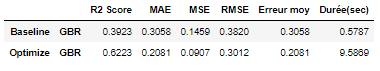 R2 Score MAE MSE RMSE Erreur moy Durée(sec)
Baseline GBR 0.3923 0.3058 0.1459 0.3820 0.3058 0.5787
Optimize GBR 0.6223 0.2081 0.0907 0.3012 0.2081 9.5869